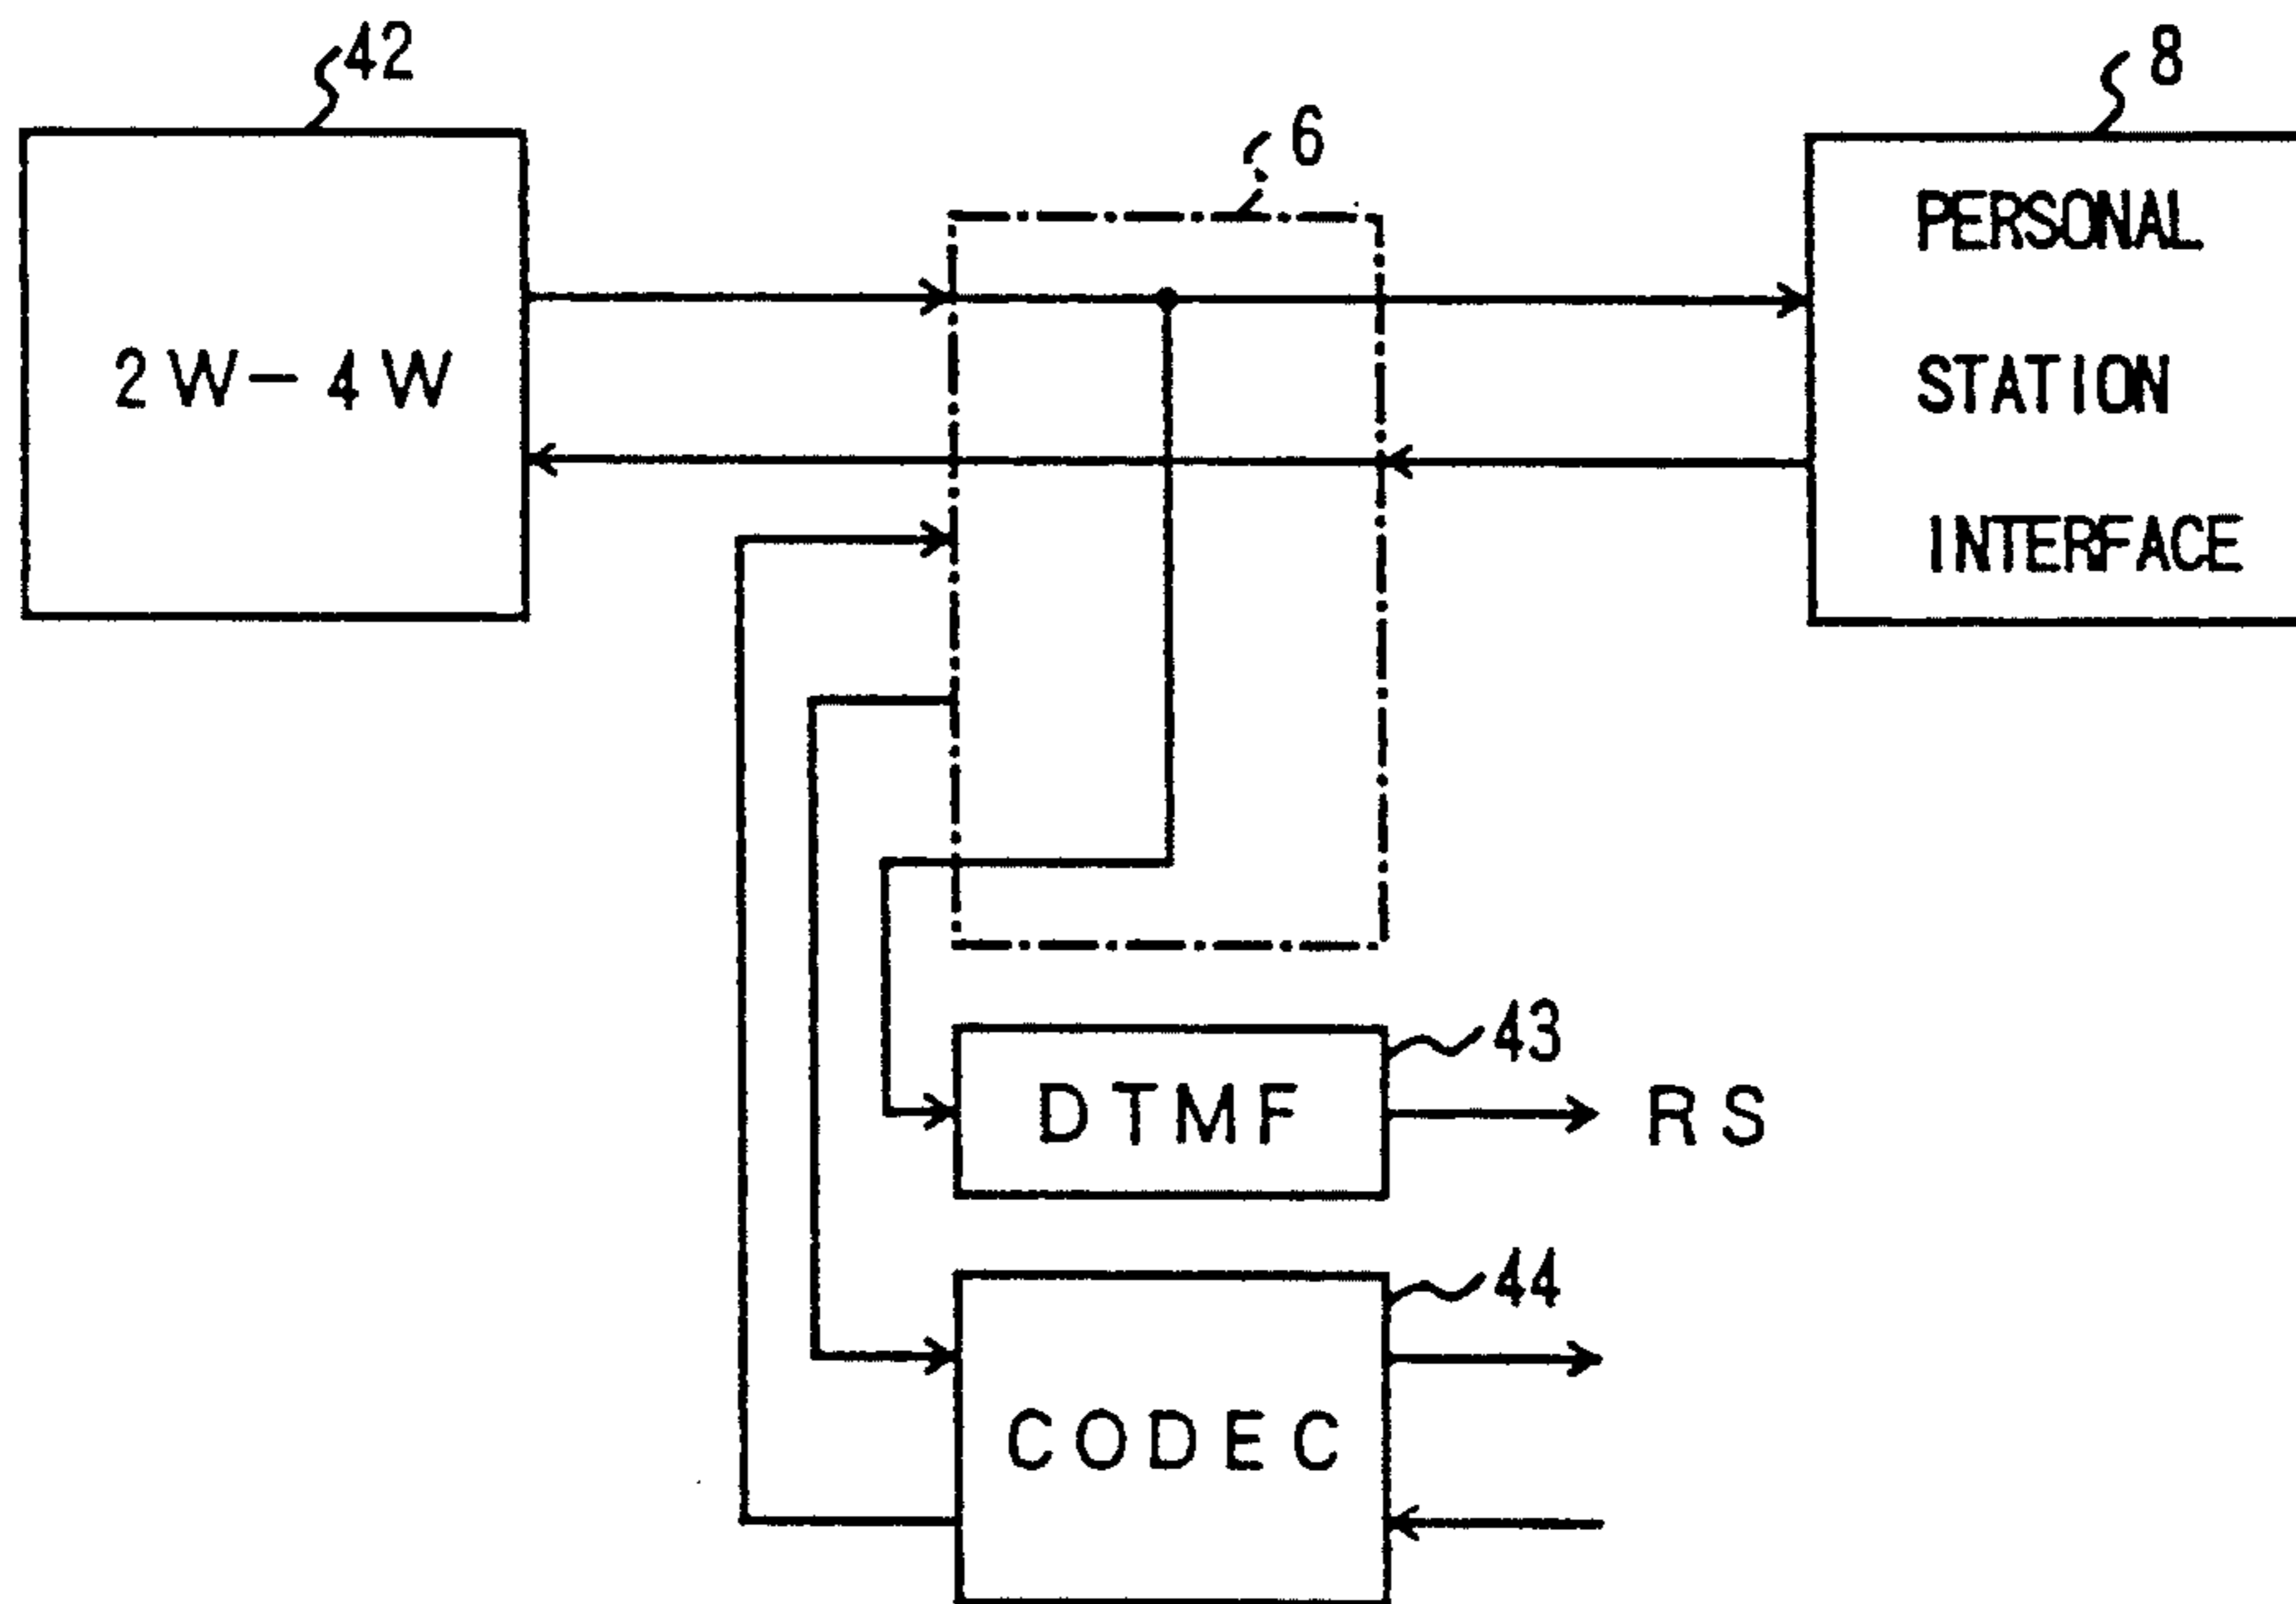 42
8
6
2W-4W
PERSONAL
STATION
INTERFACE
43
DTMF
RS
44
CODEC